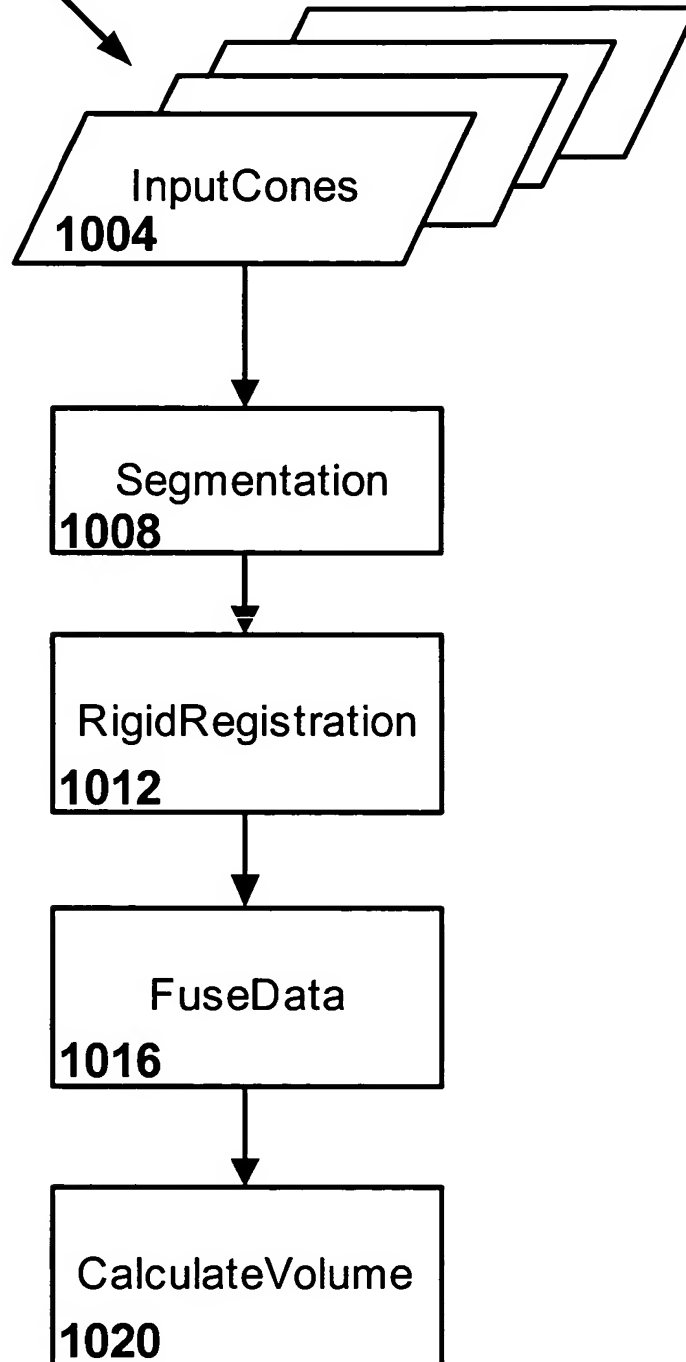 InputCones
1004
Segmentation
1008
RigidRegistration
1012
FuseData
1016
CalculateVolume
1020